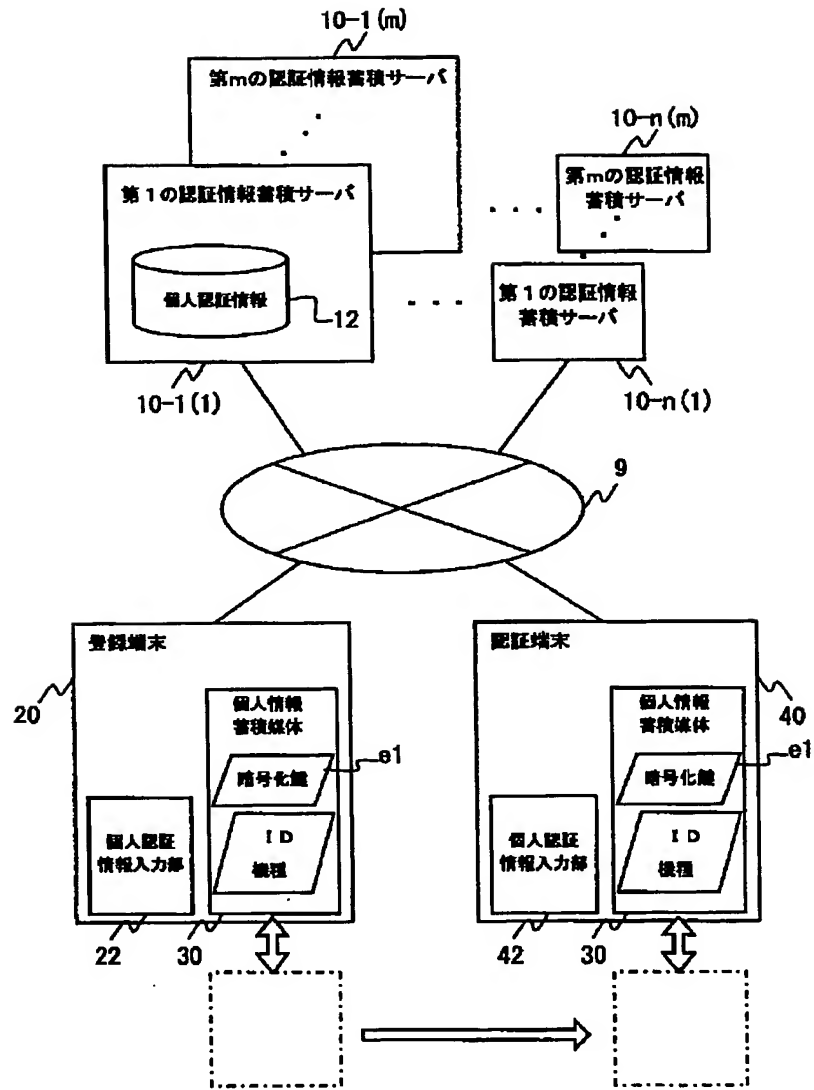 10-1(m)
第mの認証情報蓄積サーバ
10-n(m)
第mの認証情報
蓄積サーバ
第1の認証情報蓄積サーバ
個人認証情報
12
第1の認証情報
蓄積サーバ
10-1(1)
10-n(1)
9
登録端末
20
個人情報
蓄積媒体
e1
暗号化鍵
ID
機種
個人認証
情報入力部
22
30
認証端末
40
個人情報
蓄積媒体
e1
暗号化鍵
ID
機種
個人認証
情報入力部
42
30